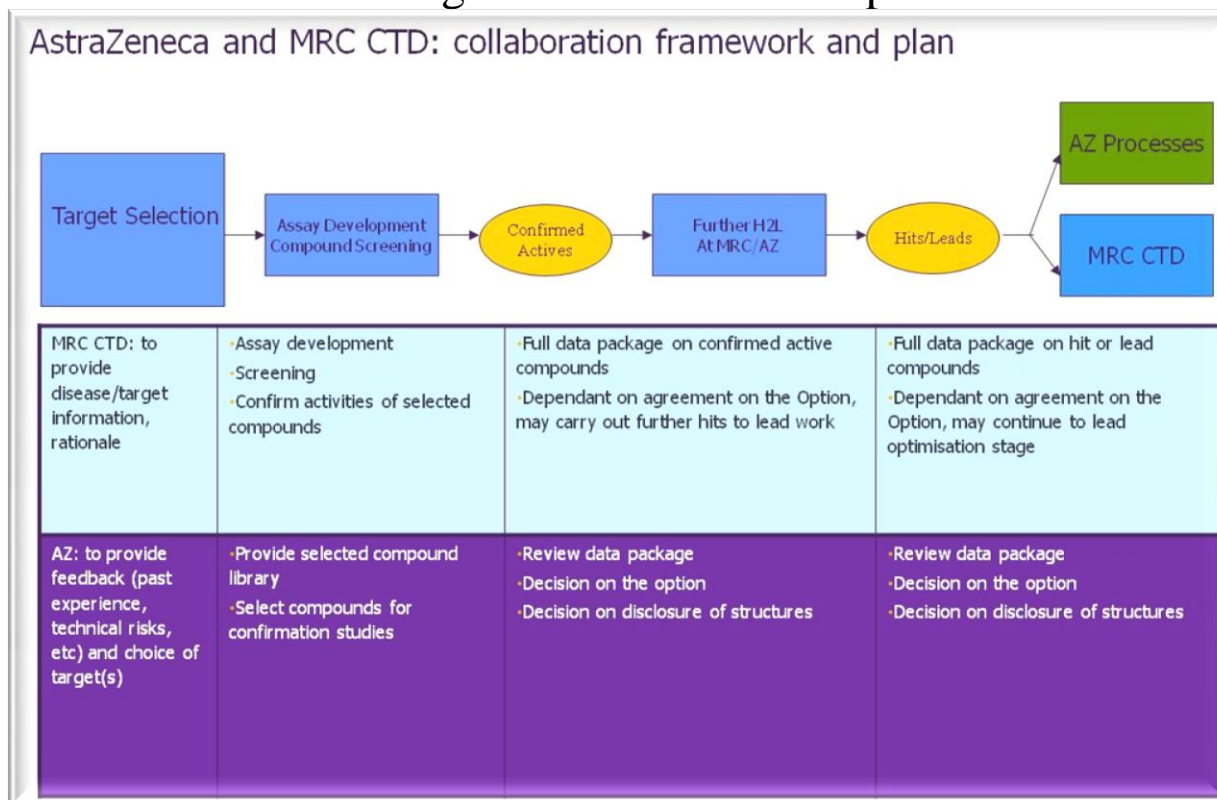 AstraZeneca and MRC CTD: collaboration framework and plan
AZ Processes
Target Selection
Assay Development
Compound Screening
Confirmed
Actives
Further H2L
At MRC/AZ
Hits/Leads
MRC CTD
MRC CTD: to
provide
disease/target
information,
rationale
•Assay development
•Screening
•Confirm activities of selected
compounds
•Full data package on confirmed active
compounds
•Dependant on agreement on the Option,
may carry out further hits to lead work
•Full data package on hit or lead
compounds
•Dependant on agreement on the
Option, may continue to lead
optimisation stage
AZ: to provide
feedback (past
experience,
technical risks,
etc) and choice of
target(s)
•Provide selected compound
library
•Select compounds for
confirmation studies
•Review data package
•Decision on the option
•Decision on disclosure of structures
•Review data package
•Decision on the option
•Decision on disclosure of structures